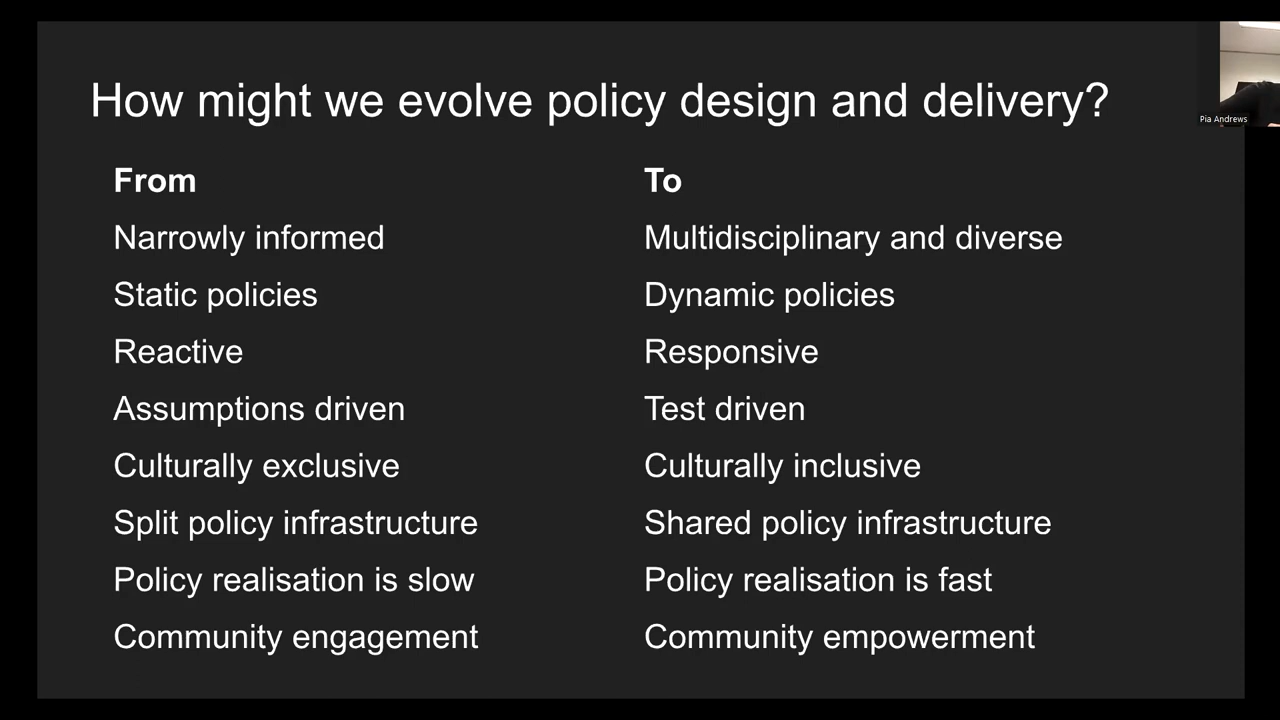 How might we evolve policy design and delivery?
Pia Andrews
From To
Narrowly informed Multidisciplinary and diverse
Static policies Dynamic policies
Reactive Responsive
Assumptions driven Test driven
Culturally exclusive Culturally inclusive
Split policy infrastructure Shared policy infrastructure
Policy realisation is slow Policy realisation is fast
Community engagement Community empowerment